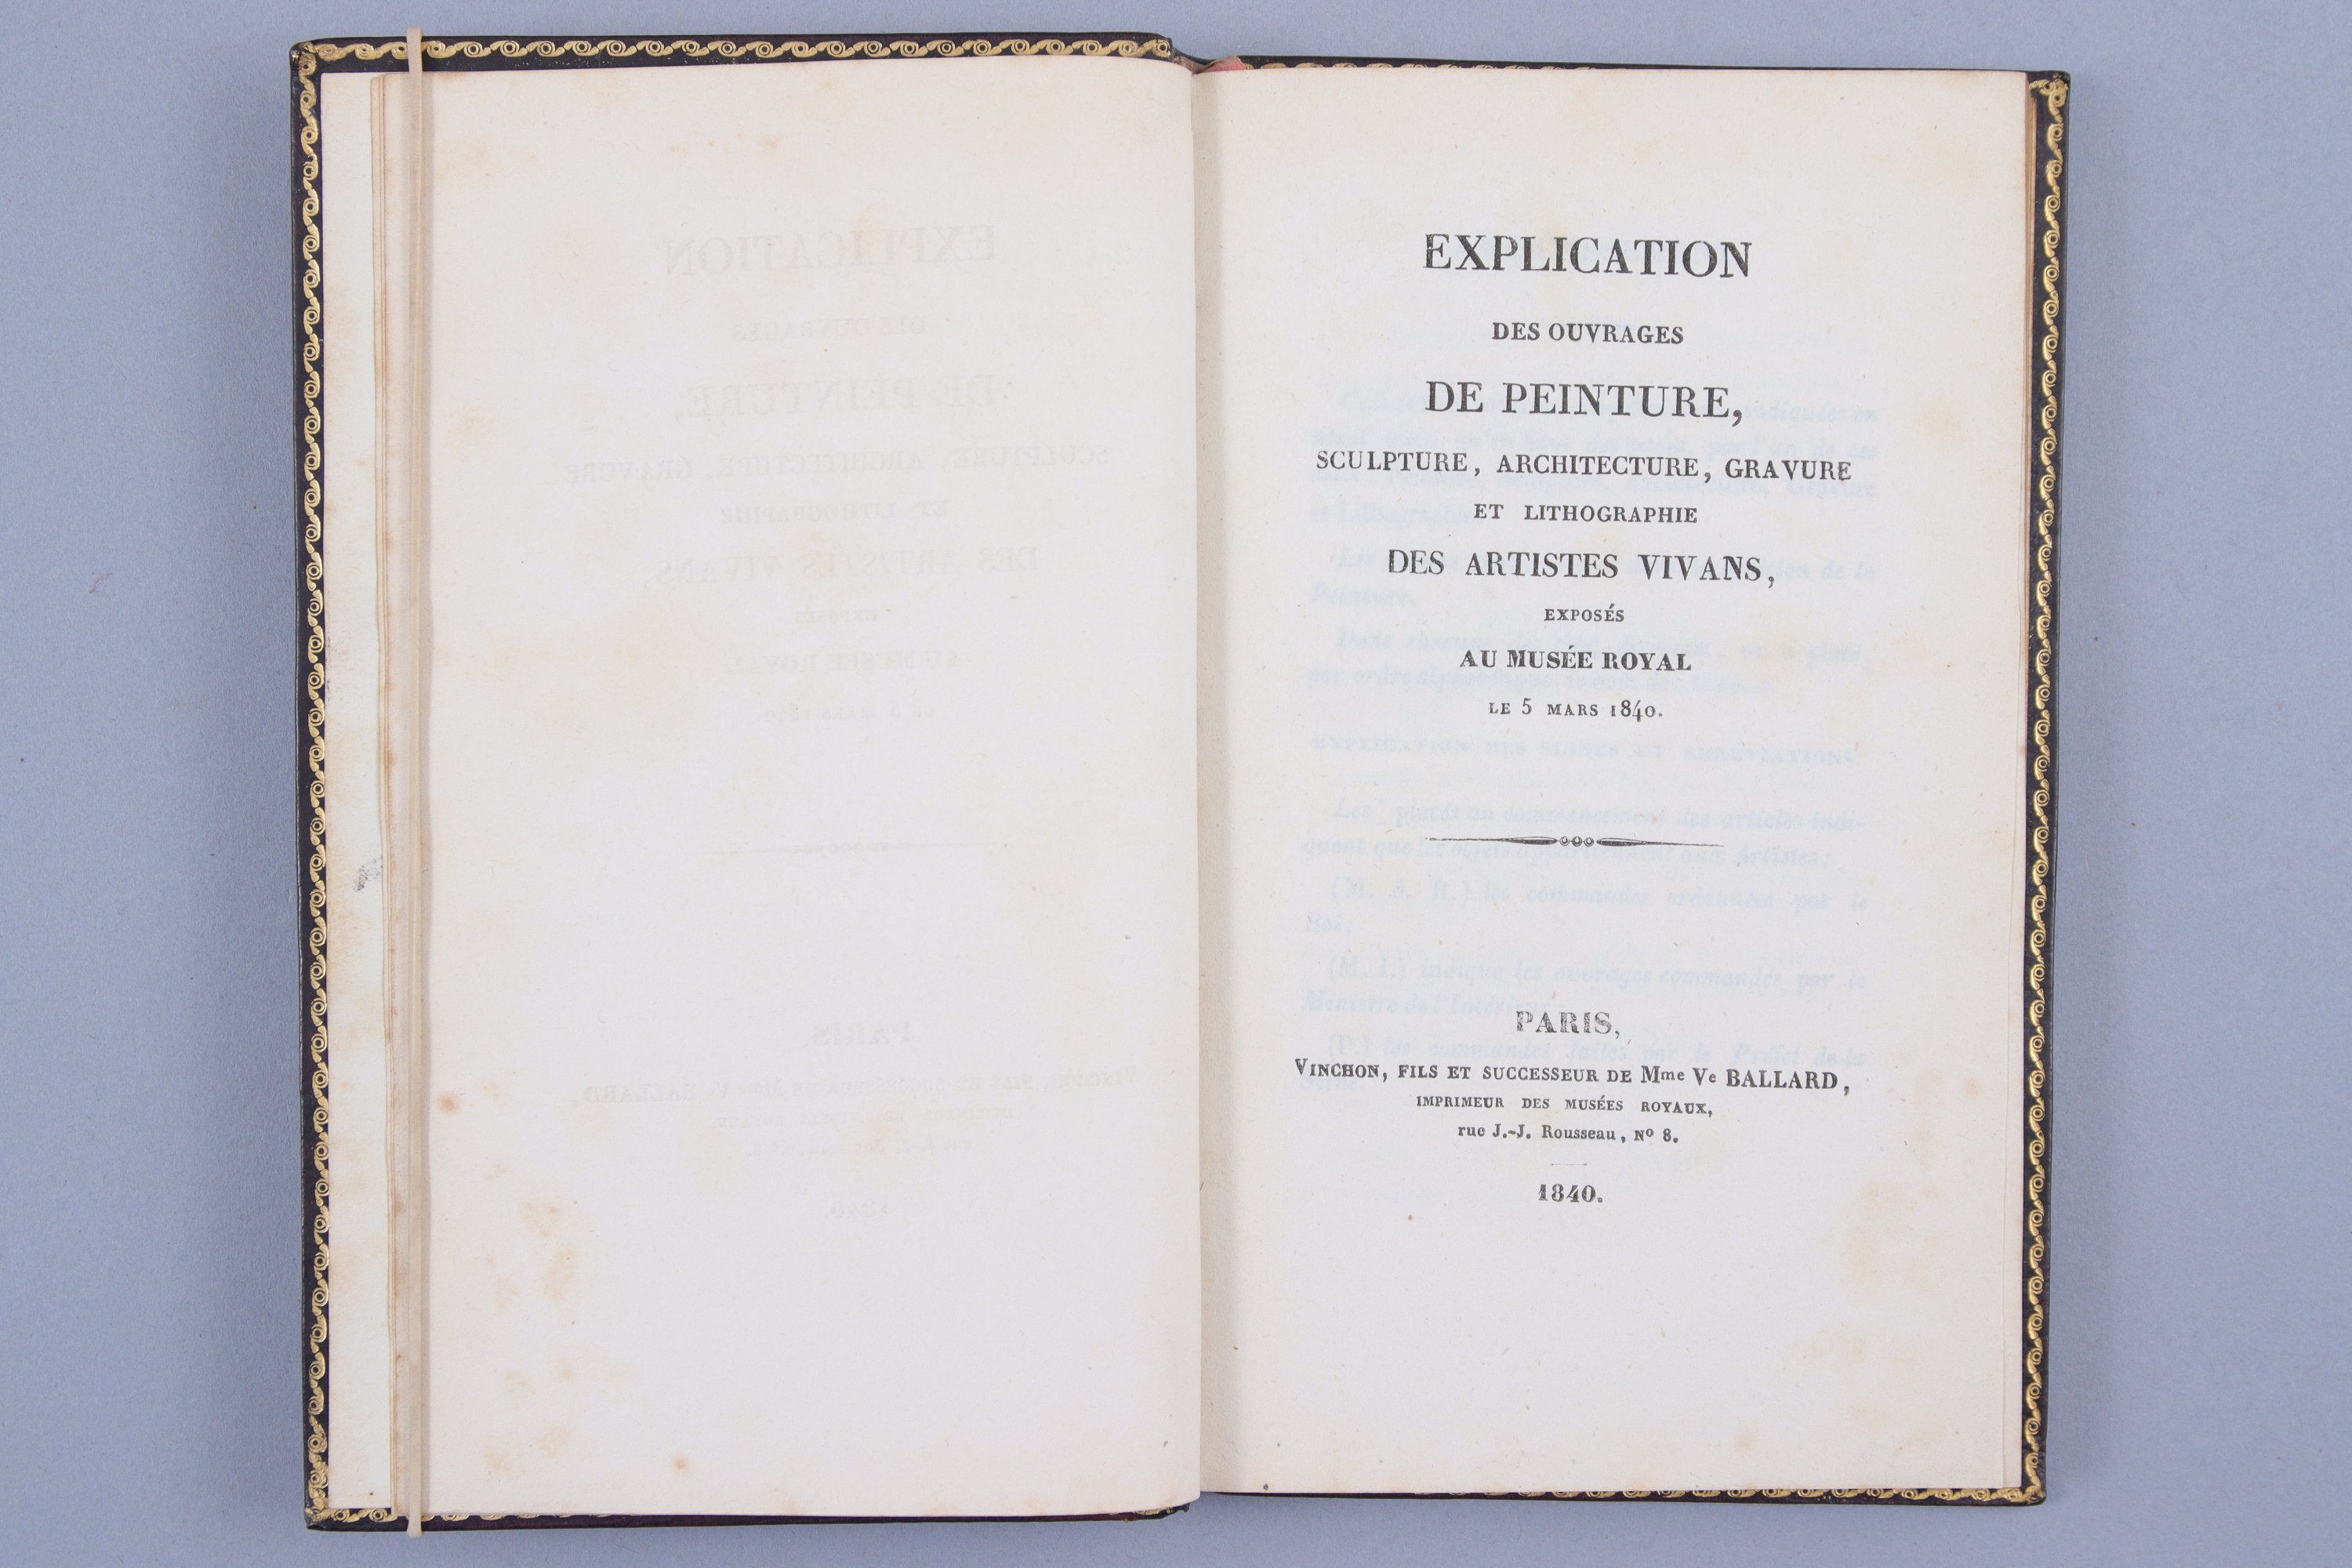 EXPLICATION
DES OUVRAGES
DE PEINTURE,
SCULPTURE, ARCHITECTURE, GRAVURE
ET LITHOGRAPHIE
DES ARTISTES VIVANS,
EXPOSÉS
AU MUSÉE ROYAL
LE 5 MARS 1840.
PARIS,
VINCHON, FILS ET SUCCESSEUR DE Mme Ve BALLARD,
IMPRIMEUR DES MUSÉES ROYAUX,
rue J.-J. Rousseau, No 8.
1840.